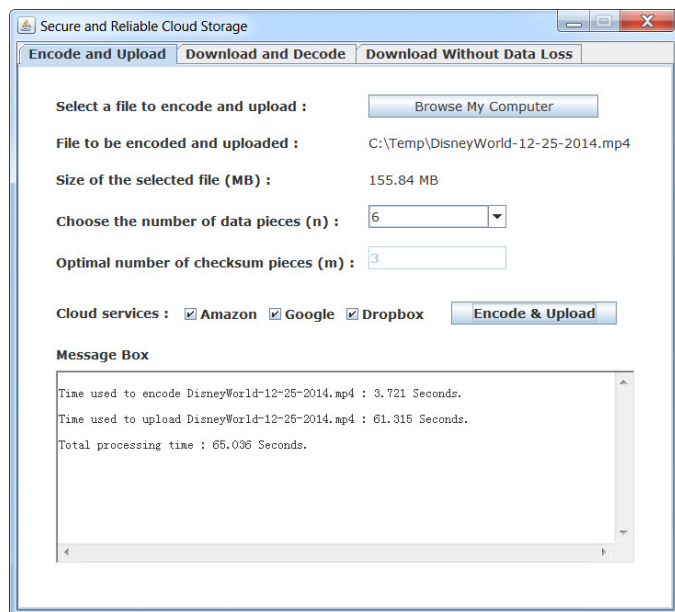 Secure and Reliable Cloud Storage
Encode and Upload Download and Decode Download Without Data Loss
Select a file to encode and upload : Browse My Computer
File to be encoded and uploaded : C:\Temp\DisneyWorld-12-25-2014.mp4
Size of the selected file (MB) : 155.84 MB
Choose the number of data pieces (n) : 6
Optimal number of checksum pieces (m) : 3
Cloud services : Amazon Google Dropbox Encode & Upload
Message Box
Time used to encode DisneyWorld-12-25-2014.mp4 : 3.721 Seconds.
Time used to upload DisneyWorld-12-25-2014.mp4 : 61.315 Seconds.
Total processing time : 65.036 Seconds.